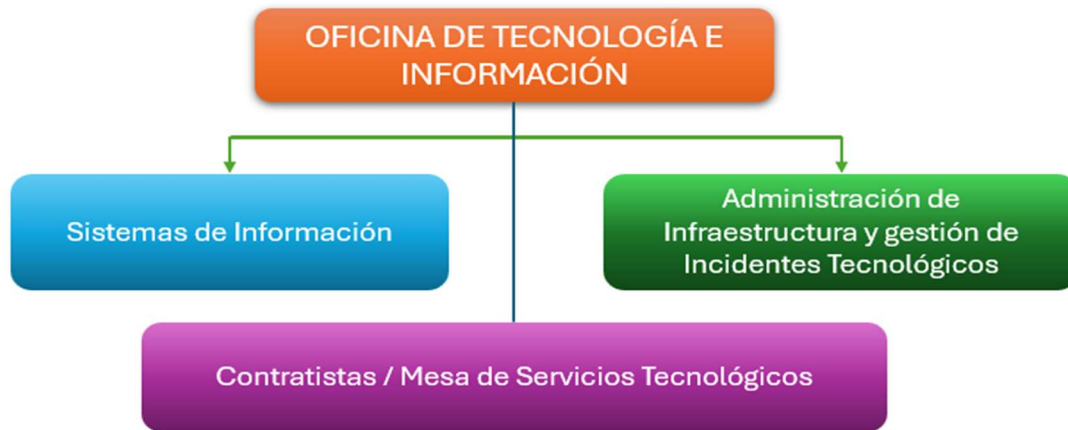 OFICINA DE TECNOLOGÍA E
INFORMACIÓN
Sistemas de Información
Administración de
Infraestructura y gestión de
Incidentes Tecnológicos
Contratistas / Mesa de Servicios Tecnológicos